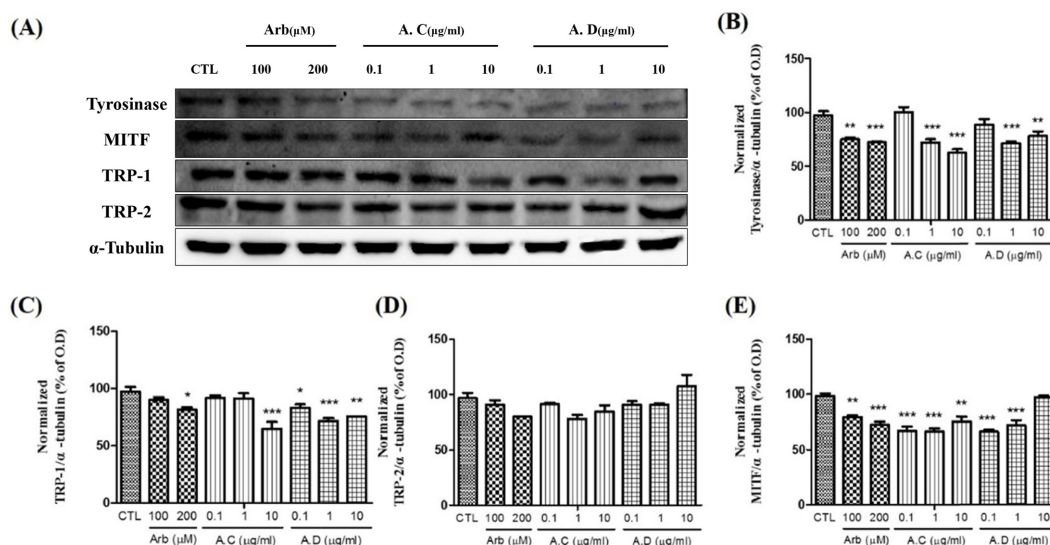 (A)
Arb(μM) A. C(μg/ml) A. D(μg/ml)
CTL 100 200 0.1 1 10 0.1 1 10
Tyrosinase
MITF
TRP-1
TRP-2
α-Tubulin
(B)
Normalized
Tyrosinase/α -tubulin (% of O.D)
150
100
50
0
** *** *** *** *** **
CTL 100 200 0.1 1 10 0.1 1 10
Arb (μM) A.C (μg/ml) A.D (μg/ml)
(C)
Normalized
TRP-1/α -tubulin (% of O.D)
150
100
50
0
* *** * *** **
CTL 100 200 0.1 1 10 0.1 1 10
Arb (μM) A.C (μg/ml) A.D (μg/ml)
(D)
Normalized
TRP-2/α -tubulin (% of O.D)
150
100
50
0
CTL 100 200 0.1 1 10 0.1 1 10
Arb (μM) A.C (μg/ml) A.D (μg/ml)
(E)
Normalized
MITF/α -tubulin (% of O.D)
150
100
50
0
** *** *** *** ** *** ***
CTL 100 200 0.1 1 10 0.1 1 10
Arb (μM) A.C (μg/ml) A.D (μg/ml)